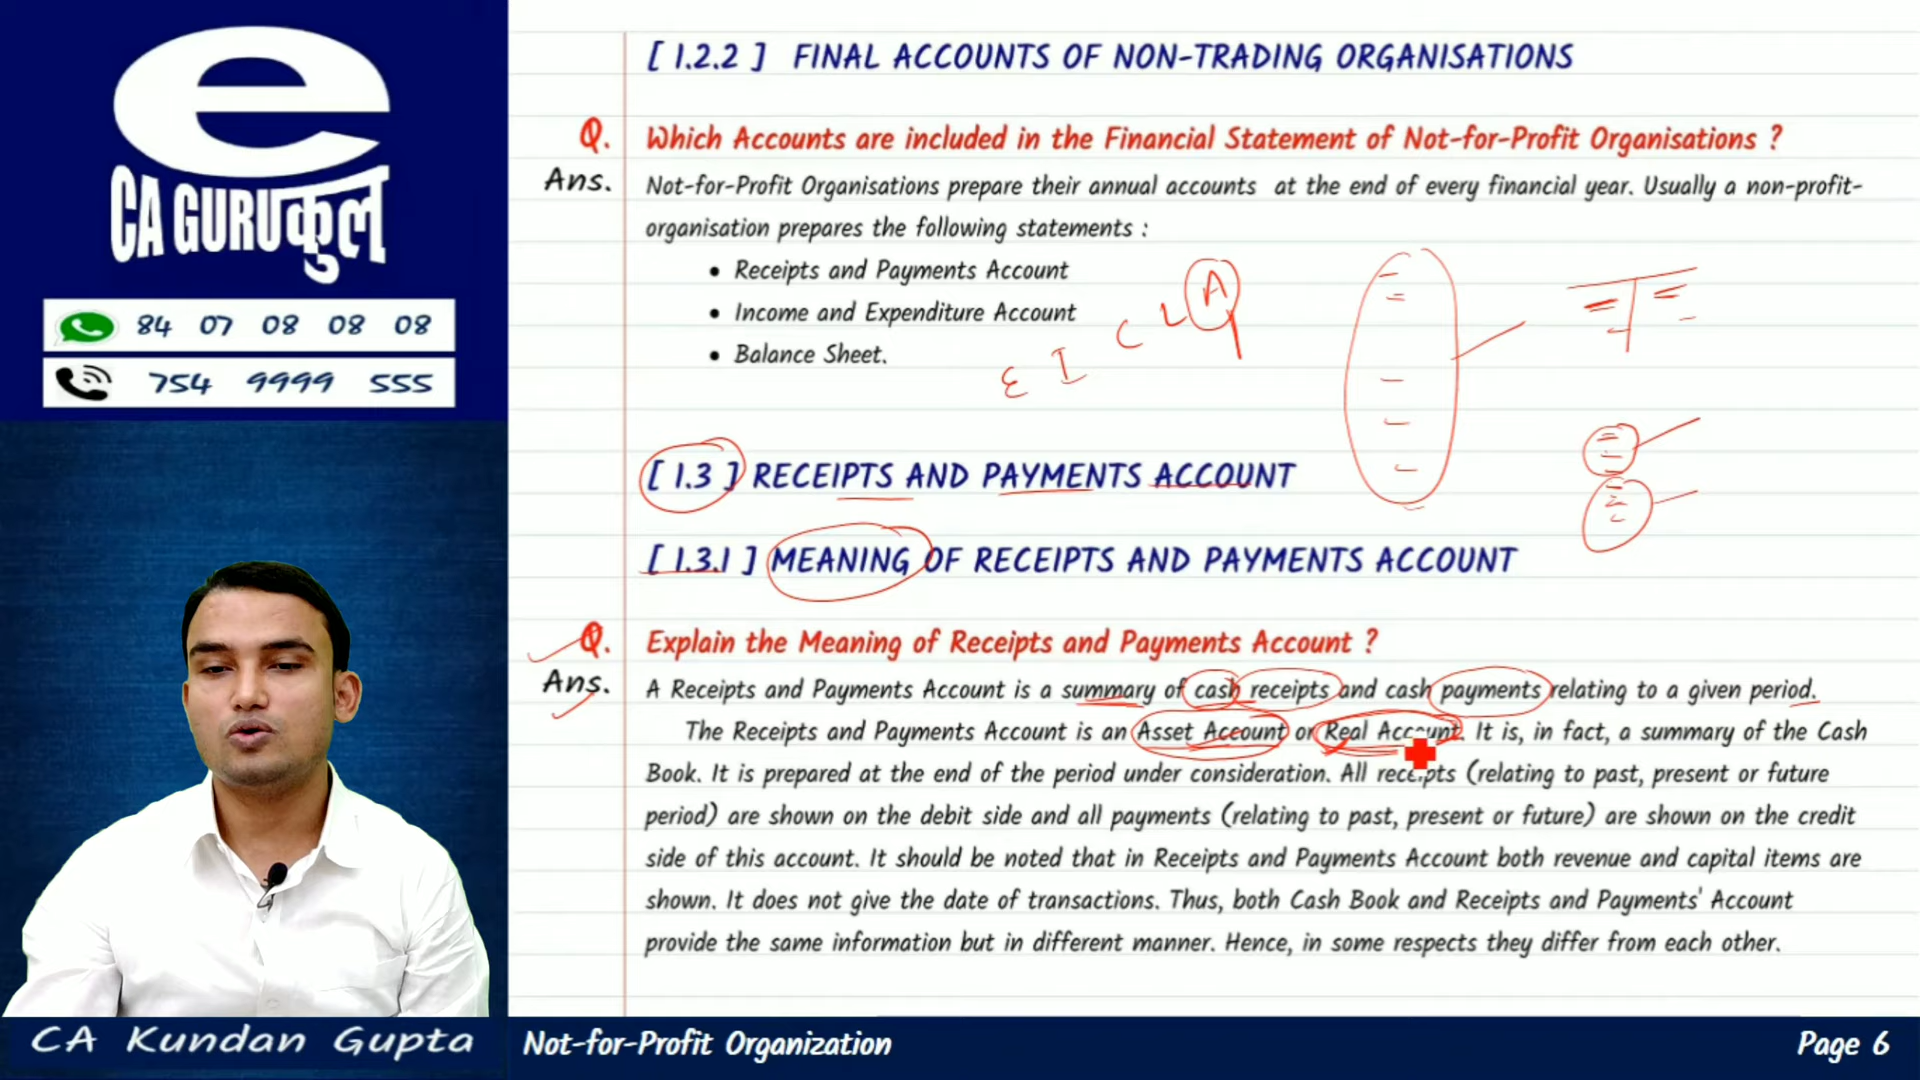 e
CA GURUकुल
84 07 08 08 08
754 9999 555
[ 1.2.2 ] FINAL ACCOUNTS OF NON-TRADING ORGANISATIONS
Q. Which Accounts are included in the Financial Statement of Not-for-Profit Organisations ?
Ans. Not-for-Profit Organisations prepare their annual accounts at the end of every financial year. Usually a non-profit-
organisation prepares the following statements :
• Receipts and Payments Account
• Income and Expenditure Account
• Balance Sheet.
E I C L A
[ 1.3 ] RECEIPTS AND PAYMENTS ACCOUNT
[ 1.3.1 ] MEANING OF RECEIPTS AND PAYMENTS ACCOUNT
Q. Explain the Meaning of Receipts and Payments Account ?
Ans. A Receipts and Payments Account is a summary of cash receipts and cash payments relating to a given period.
The Receipts and Payments Account is an Asset Account or Real Account. It is, in fact, a summary of the Cash
Book. It is prepared at the end of the period under consideration. All receipts (relating to past, present or future
period) are shown on the debit side and all payments (relating to past, present or future) are shown on the credit
side of this account. It should be noted that in Receipts and Payments Account both revenue and capital items are
shown. It does not give the date of transactions. Thus, both Cash Book and Receipts and Payments' Account
provide the same information but in different manner. Hence, in some respects they differ from each other.
CA Kundan Gupta
Not-for-Profit Organization
Page 6